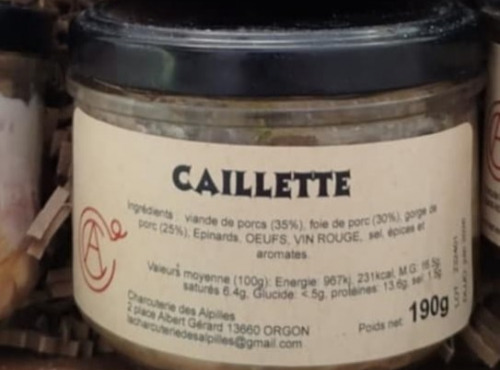 CAILLETTE
Ingrédients : viande de porcs (35%), foie de porc (30%), gorge de
porc (25%), Epinards, OEUFS, VIN ROUGE, sel, épices et
aromates.
Valeurs moyenne (100g): Energie: 967kj, 231kcal, M.G: 16.5g
saturés 6.4g, Glucide: <.5g, protéines: 13.6g, sel:
Charcuterie des Alpilles
2 place Albert Gérard 13660 ORGON
lacharcuteriedesalpilles@gmail.com
Poids net: 190g
LOT